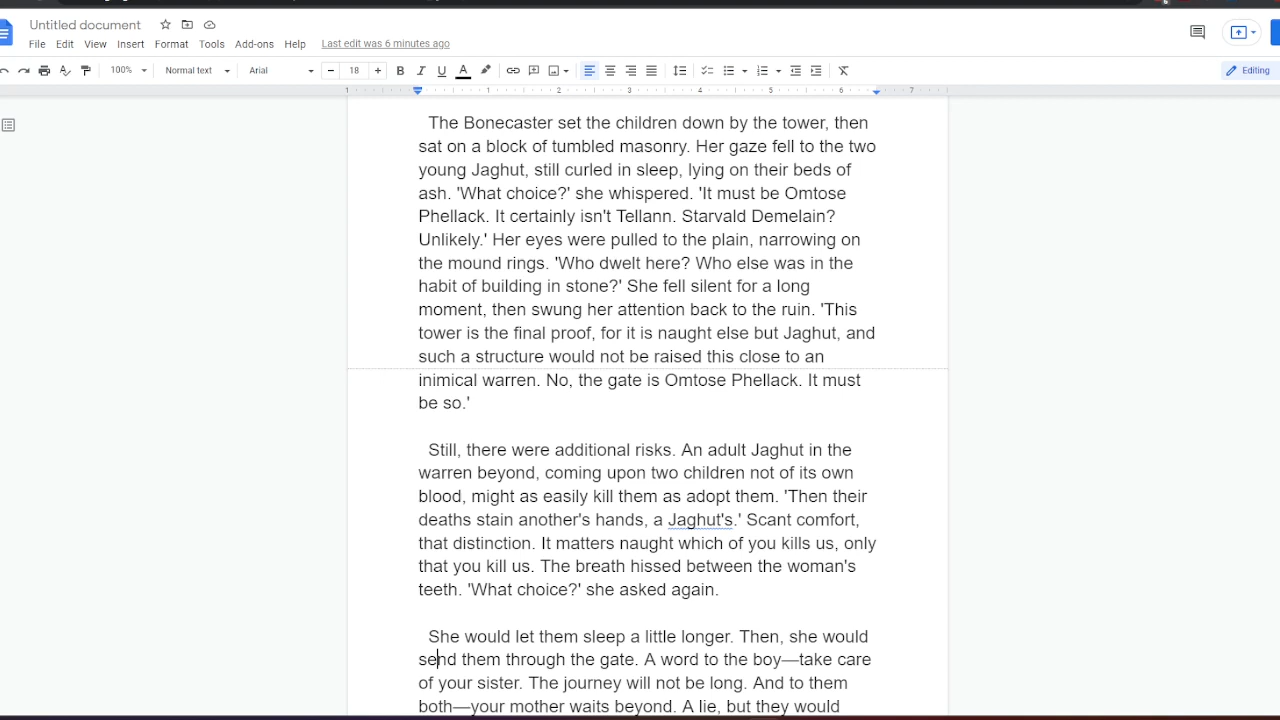 Untitled document
File Edit View Insert Format Tools Add-ons Help Last edit was 6 minutes ago
100% Normal text Arial 18 B I U A Editing
1 1 2 3 4 5 6 7
The Bonecaster set the children down by the tower, then
sat on a block of tumbled masonry. Her gaze fell to the two
young Jaghut, still curled in sleep, lying on their beds of
ash. 'What choice?' she whispered. 'It must be Omtose
Phellack. It certainly isn't Tellann. Starvald Demelain?
Unlikely.' Her eyes were pulled to the plain, narrowing on
the mound rings. 'Who dwelt here? Who else was in the
habit of building in stone?' She fell silent for a long
moment, then swung her attention back to the ruin. 'This
tower is the final proof, for it is naught else but Jaghut, and
such a structure would not be raised this close to an
inimical warren. No, the gate is Omtose Phellack. It must
be so.'
Still, there were additional risks. An adult Jaghut in the
warren beyond, coming upon two children not of its own
blood, might as easily kill them as adopt them. 'Then their
deaths stain another's hands, a Jaghut's.' Scant comfort,
that distinction. It matters naught which of you kills us, only
that you kill us. The breath hissed between the woman's
teeth. 'What choice?' she asked again.
She would let them sleep a little longer. Then, she would
send them through the gate. A word to the boy—take care
of your sister. The journey will not be long. And to them
both—your mother waits beyond. A lie, but they would